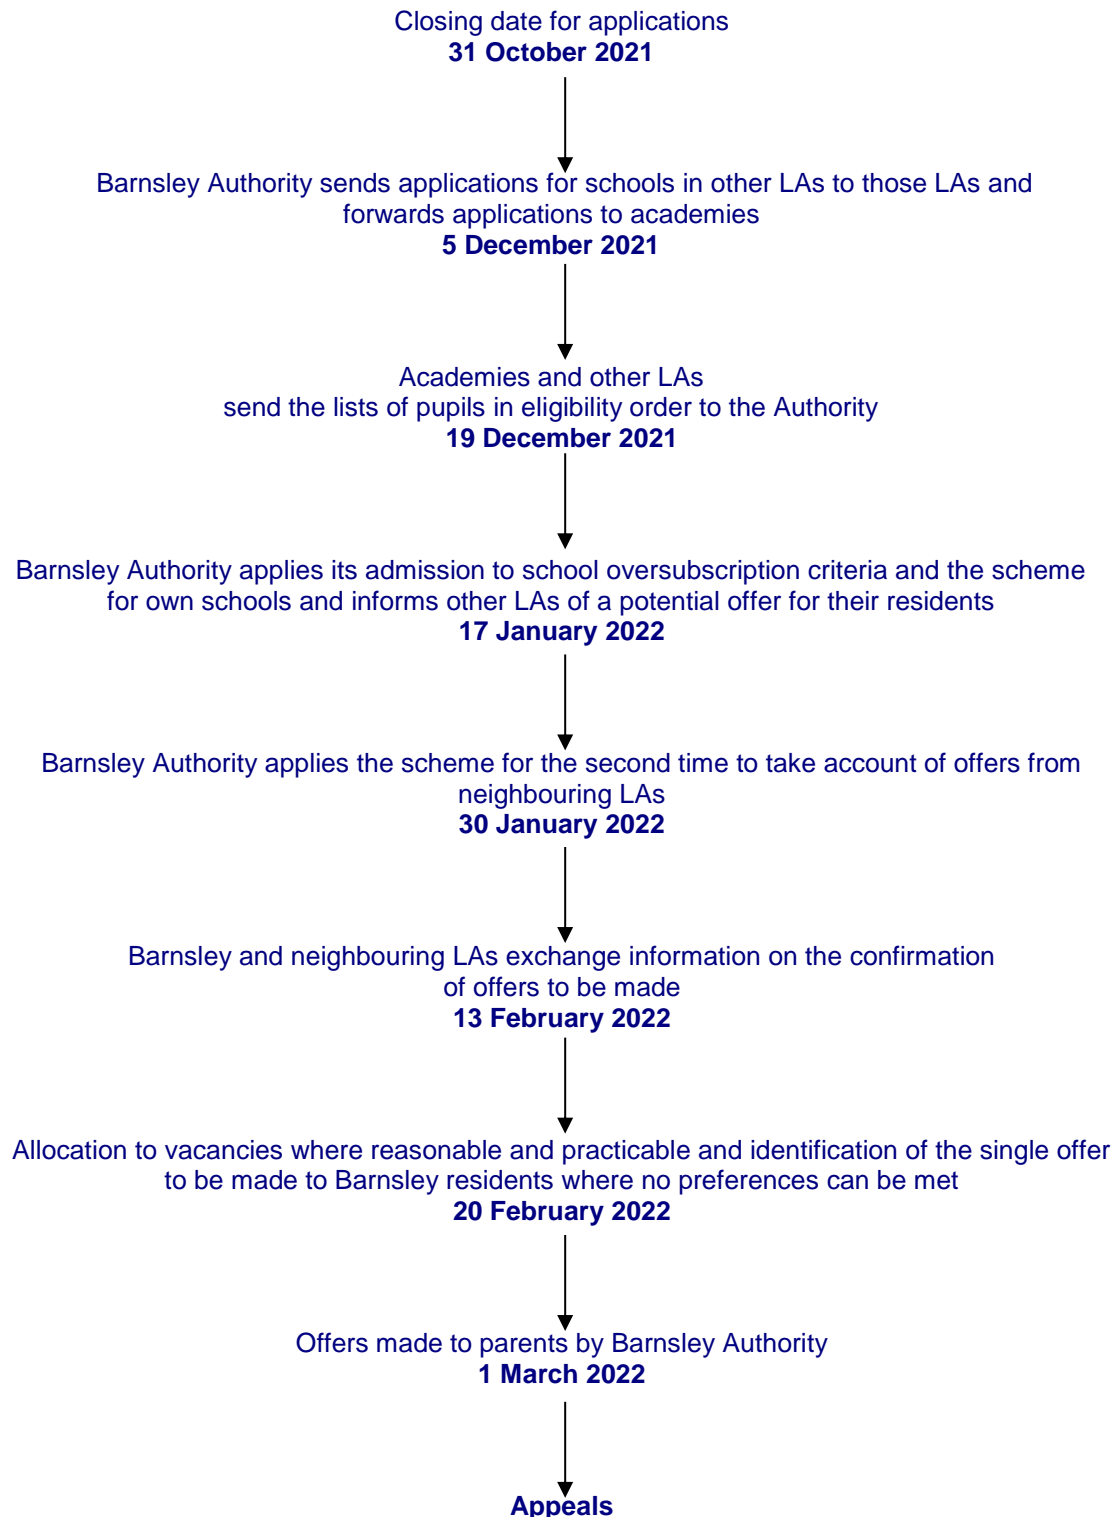 Closing date for applications
31 October 2021
Barnsley Authority sends applications for schools in other LAs to those LAs and
forwards applications to academies
5 December 2021
Academies and other LAs
send the lists of pupils in eligibility order to the Authority
19 December 2021
Barnsley Authority applies its admission to school oversubscription criteria and the scheme
for own schools and informs other LAs of a potential offer for their residents
17 January 2022
Barnsley Authority applies the scheme for the second time to take account of offers from
neighbouring LAs
30 January 2022
Barnsley and neighbouring LAs exchange information on the confirmation
of offers to be made
13 February 2022
Allocation to vacancies where reasonable and practicable and identification of the single offer
to be made to Barnsley residents where no preferences can be met
20 February 2022
Offers made to parents by Barnsley Authority
1 March 2022
Appeals